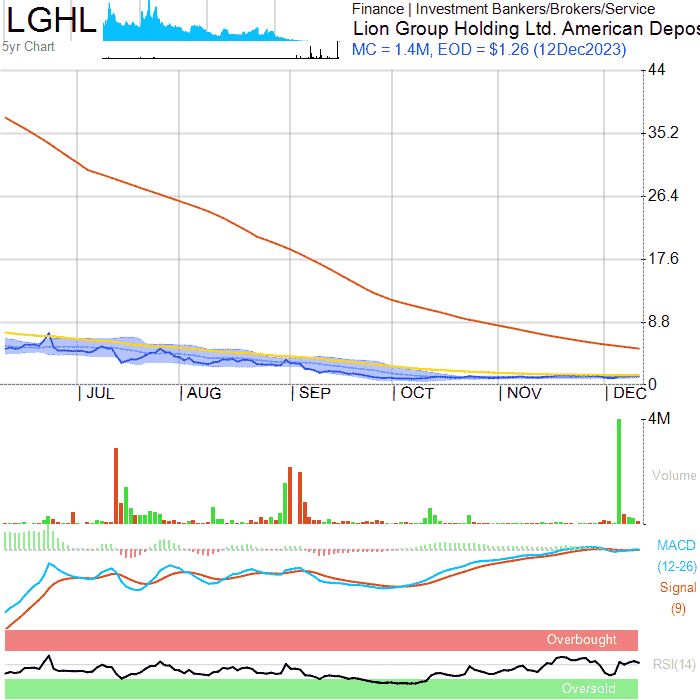 LGHL
5yr Chart
Finance | Investment Bankers/Brokers/Service
Lion Group Holding Ltd. American Depos
MC = 1.4M, EOD = $1.26 (12Dec2023)
44
35.2
26.4
17.6
8.8
0
JUL AUG SEP OCT NOV DEC
4M
Volume
MACD
(12-26)
Signal
(9)
Overbought
RSI(14)
Oversold